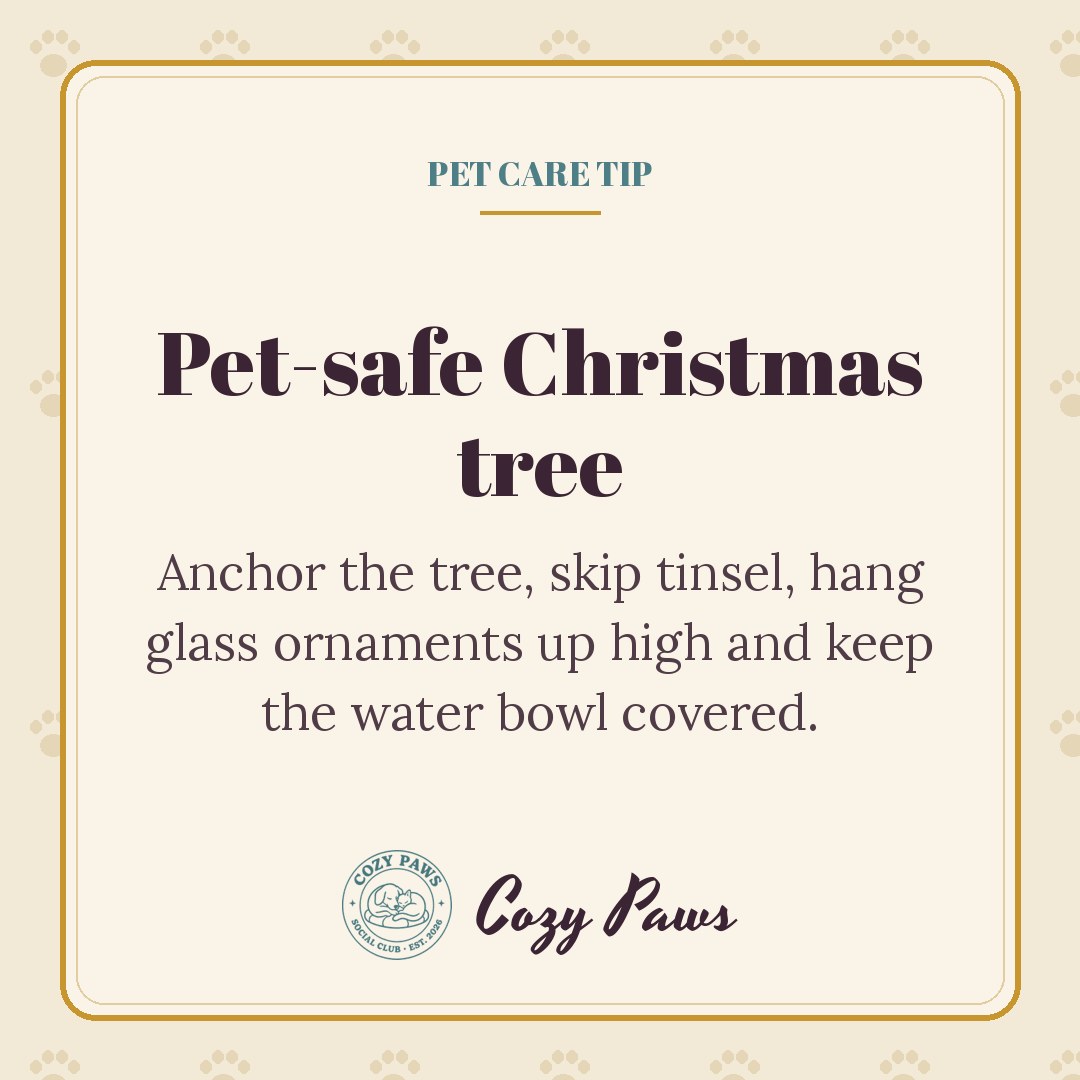 PET CARE TIP
Pet-safe Christmas
tree
Anchor the tree, skip tinsel, hang
glass ornaments up high and keep
the water bowl covered.
COZY PAWS
SOCIAL CLUB · EST. 2026
Cozy Paws